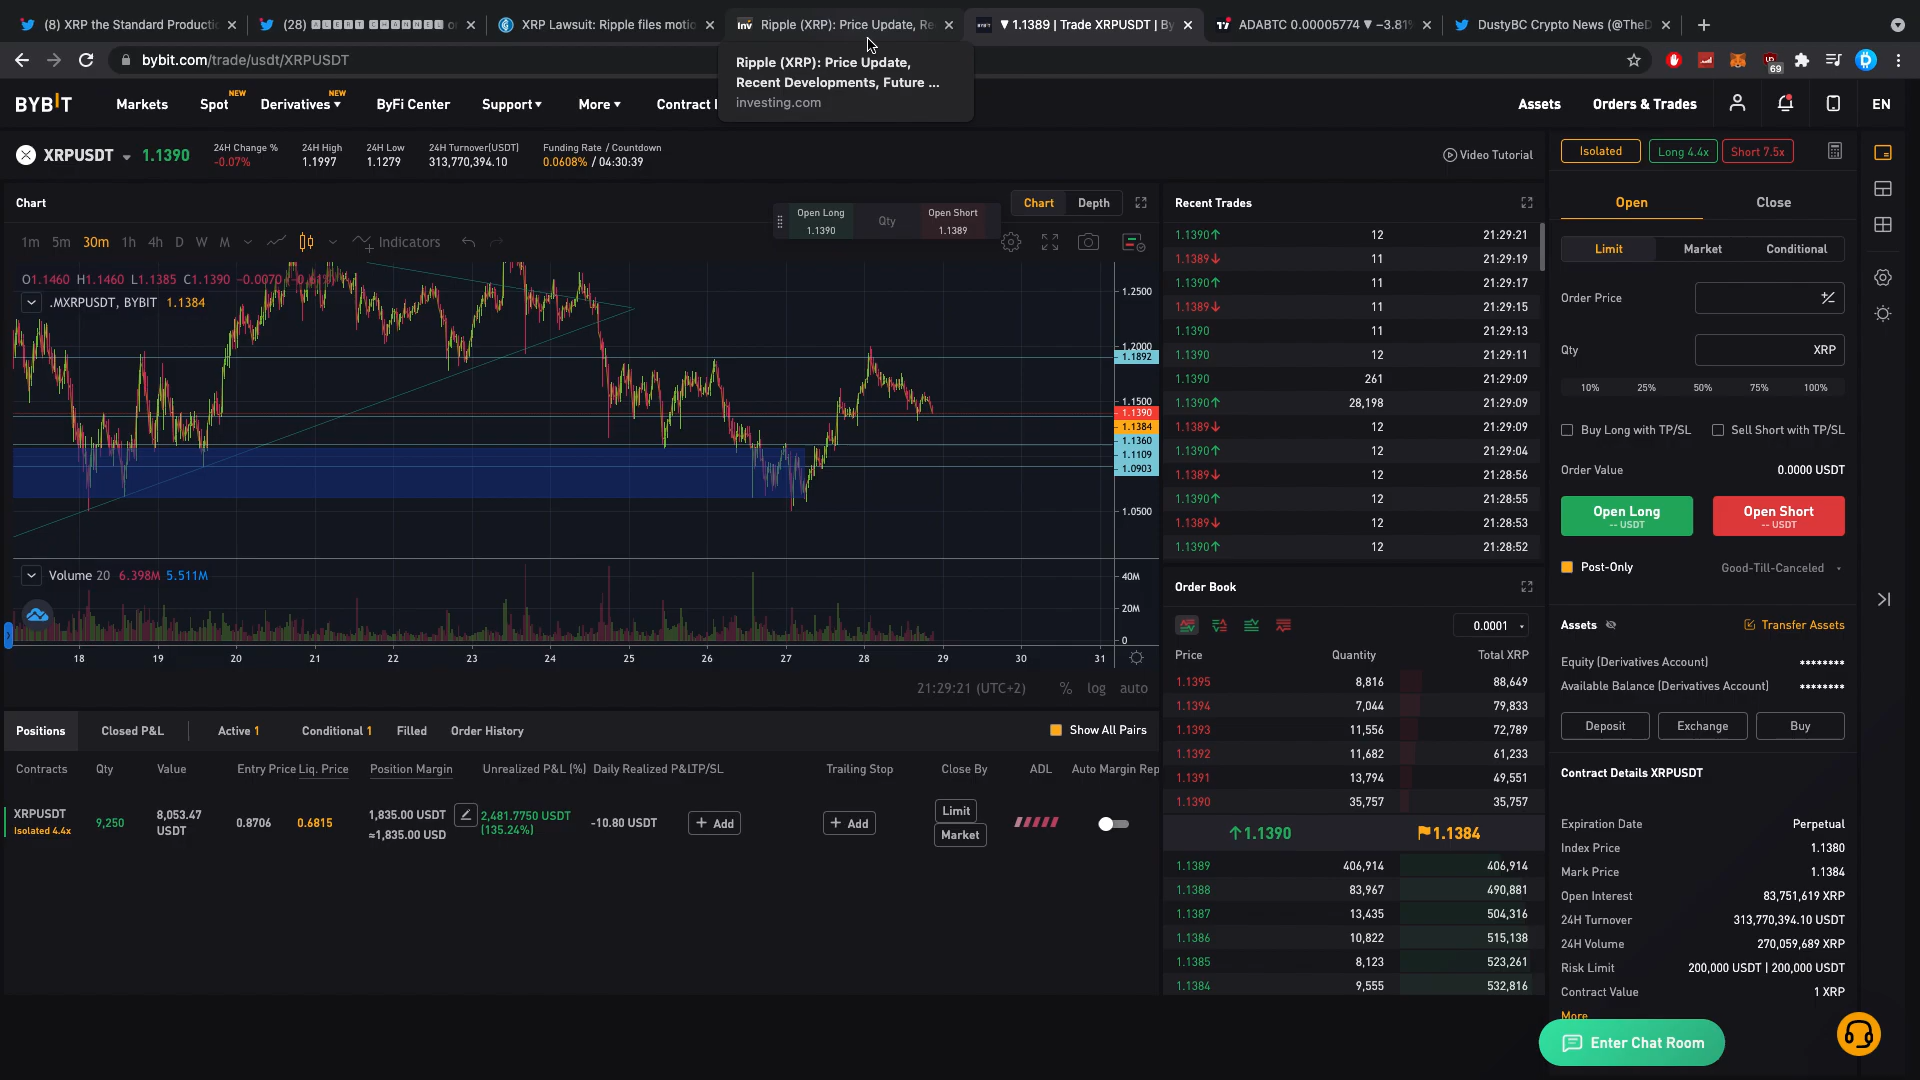 (8) XRP the Standard Producti
(28) 🅰🅻🅴🆁🆃 🅲🅷🅰🅽🅽🅴🅻 o
XRP Lawsuit: Ripple files motio
Ripple (XRP): Price Update, Re
▼ 1.1389 | Trade XRPUSDT | By
ADABTC 0.00005774 ▼ −3.81%
DustyBC Crypto News (@TheD
bybit.com/trade/usdt/XRPUSDT
69
Ripple (XRP): Price Update,
Recent Developments, Future ...
investing.com
BYBIT
Markets
Spot NEW
Derivatives NEW
ByFi Center
Support
More
Assets
Orders & Trades
EN
XRPUSDT 1.1390
24H Change %
-0.07%
24H High
1.1997
24H Low
1.1279
24H Turnover(USDT)
313,770,394.10
Funding Rate / Countdown
0.0608% / 04:30:39
Video Tutorial
Chart
Open Long
1.1390
Qty
Open Short
1.1389
Chart Depth
1m 5m 30m 1h 4h D W M
Indicators
O1.1460 H1.1460 L1.1385 C1.1390
.MXRPUSDT, BYBIT 1.1384
1.2500
1.2000
1.1892
1.1500
1.1390
1.1384
1.1360
1.1109
1.0903
1.0500
Volume 20 6.398M 5.511M
40M
20M
0
18 19 20 21 22 23 24 25 26 27 28 29 30 31
21:29:21 (UTC+2) % log auto
Recent Trades
1.1390↑ 12 21:29:21
1.1389↓ 11 21:29:19
1.1390↑ 11 21:29:17
1.1389↓ 11 21:29:15
1.1390 11 21:29:13
1.1390 12 21:29:11
1.1390 261 21:29:09
1.1390↑ 28,198 21:29:09
1.1389↓ 12 21:29:09
1.1390↑ 12 21:29:04
1.1389↓ 12 21:28:56
1.1390↑ 12 21:28:55
1.1389↓ 12 21:28:53
1.1390↑ 12 21:28:52
Order Book
0.0001
Price Quantity Total XRP
1.1395 8,816 88,649
1.1394 7,044 79,833
1.1393 11,556 72,789
1.1392 11,682 61,233
1.1391 13,794 49,551
1.1390 35,757 35,757
↑1.1390 1.1384
1.1389 406,914 406,914
1.1388 83,967 490,881
1.1387 13,435 504,316
1.1386 10,822 515,138
1.1385 8,123 523,261
1.1384 9,555 532,816
Isolated Long 4.4x Short 7.5x
Open Close
Limit Market Conditional
Order Price
Qty XRP
10% 25% 50% 75% 100%
Buy Long with TP/SL Sell Short with TP/SL
Order Value 0.0000 USDT
Open Long
-- USDT
Open Short
-- USDT
Post-Only Good-Till-Canceled
Assets Transfer Assets
Equity (Derivatives Account) ********
Available Balance (Derivatives Account) ********
Deposit Exchange Buy
Contract Details XRPUSDT
Expiration Date Perpetual
Index Price 1.1380
Mark Price 1.1384
Open Interest 83,751,619 XRP
24H Turnover 313,770,394.10 USDT
24H Volume 270,059,689 XRP
Risk Limit 200,000 USDT | 200,000 USDT
Contract Value 1 XRP
More
Enter Chat Room
Positions Closed P&L Active 1 Conditional 1 Filled Order History
Show All Pairs
Contracts Qty Value Entry Price Liq. Price Position Margin Unrealized P&L (%) Daily Realized P&L TP/SL Trailing Stop Close By ADL Auto Margin Rep
XRPUSDT
Isolated 4.4x
9,250
8,053.47
USDT
0.8706
0.6815
1,835.00 USDT
≈1,835.00 USD
2,481.7750 USDT
(135.24%)
-10.80 USDT
+ Add
+ Add
Limit
Market